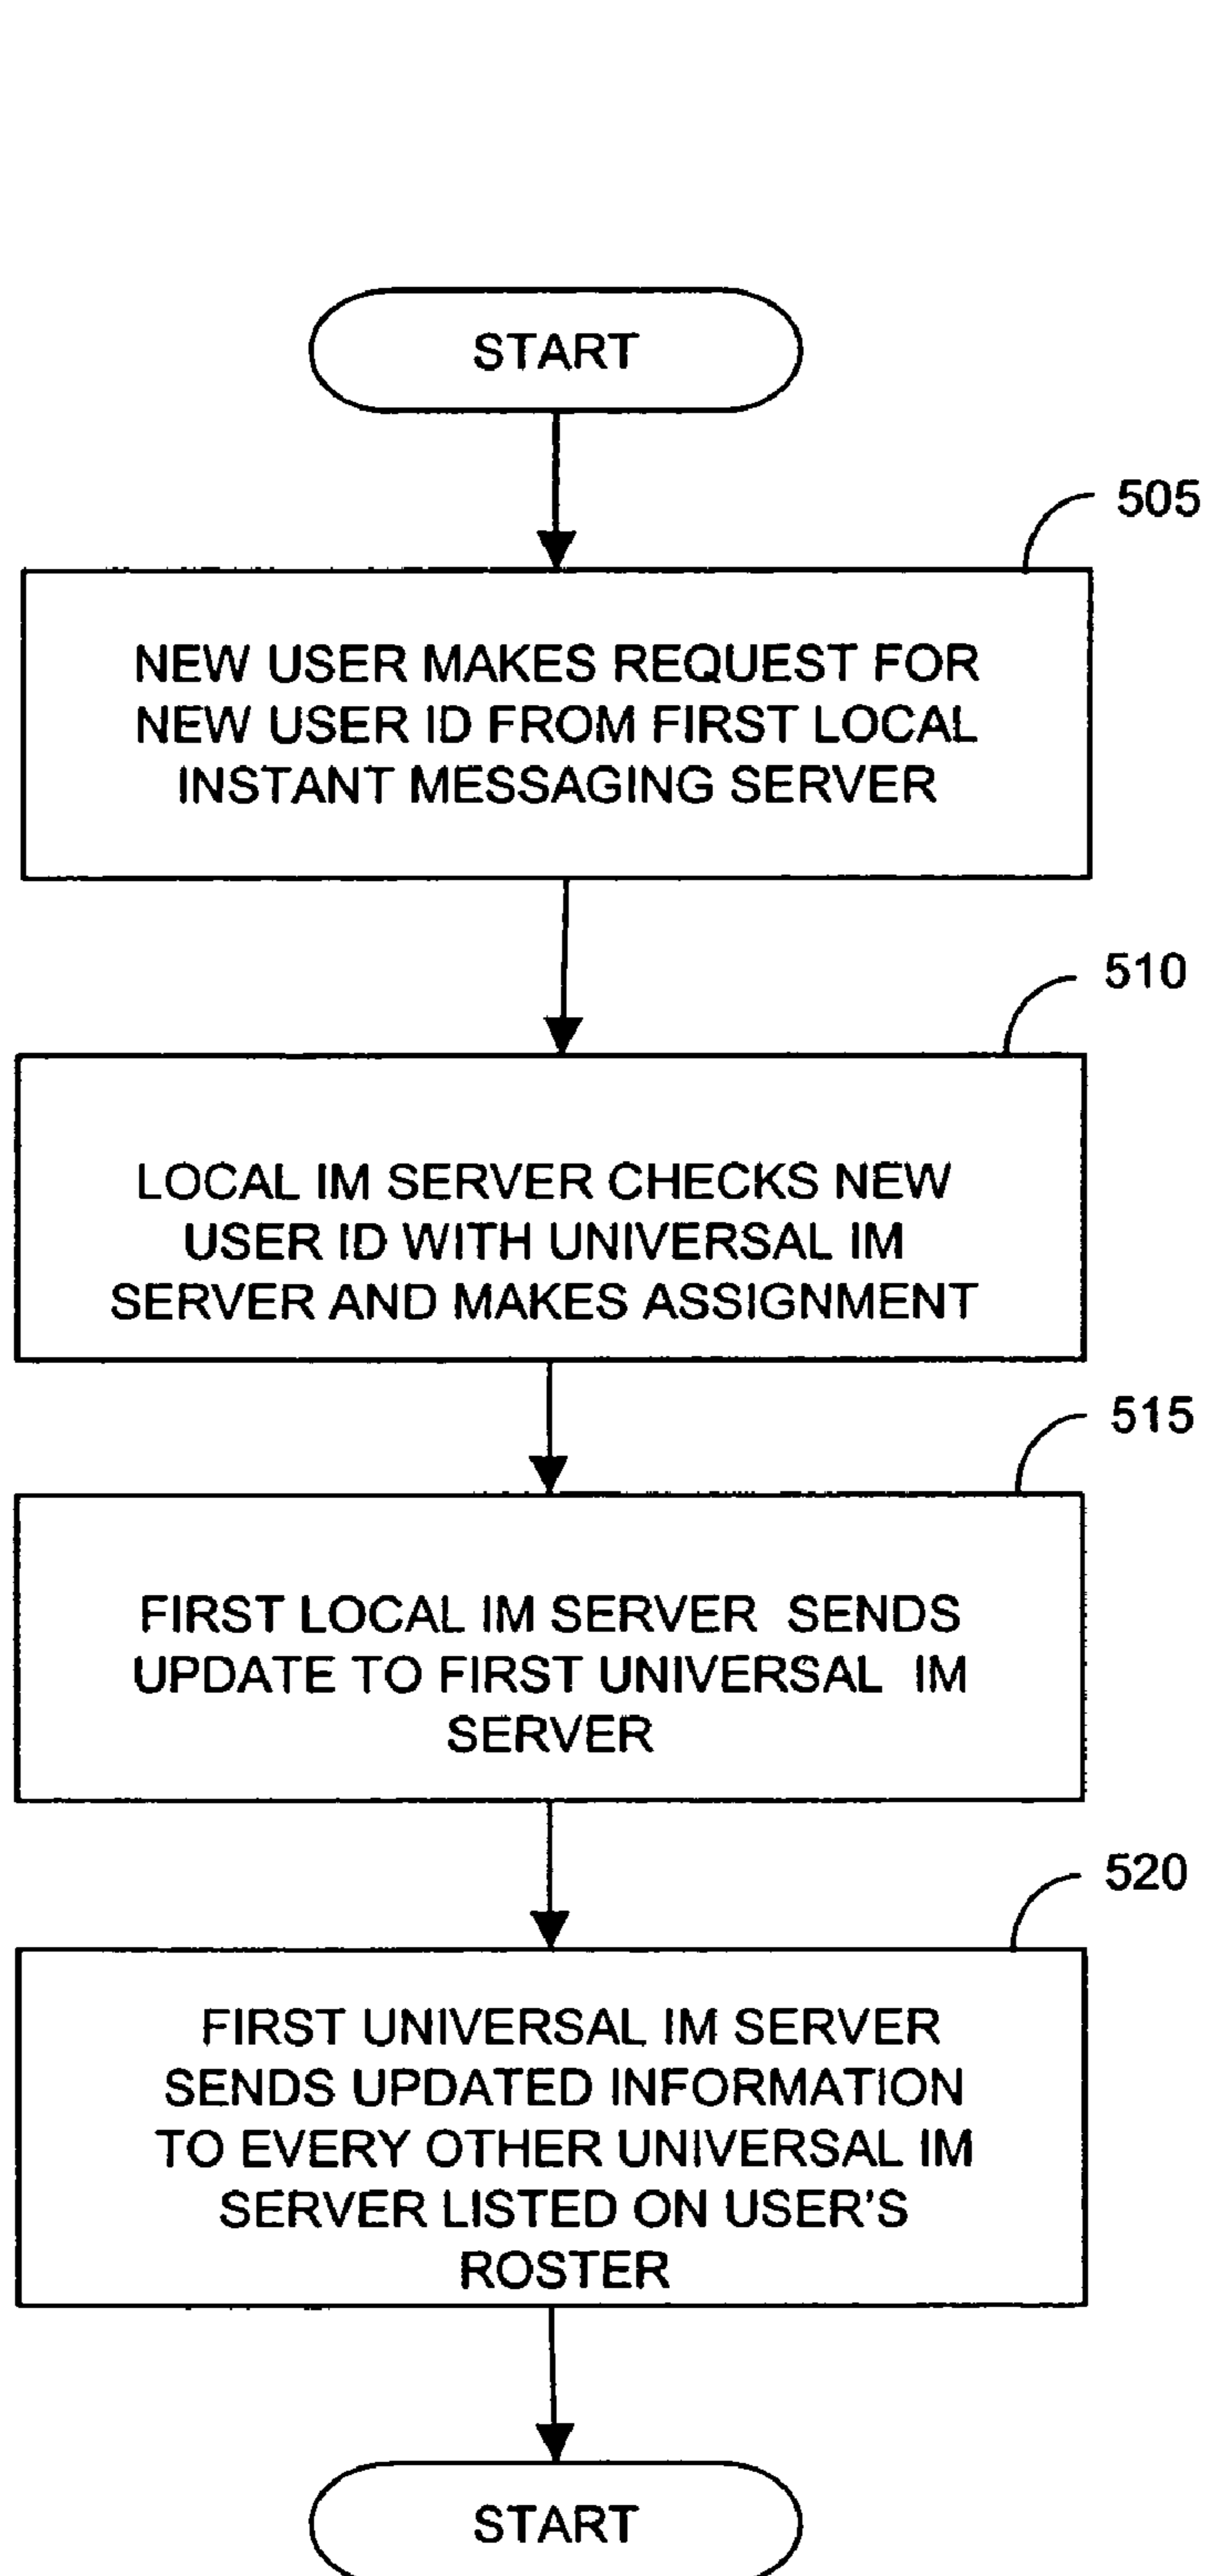 START
505
NEW USER MAKES REQUEST FOR
NEW USER ID FROM FIRST LOCAL
INSTANT MESSAGING SERVER
510
LOCAL IM SERVER CHECKS NEW
USER ID WITH UNIVERSAL IM
SERVER AND MAKES ASSIGNMENT
515
FIRST LOCAL IM SERVER SENDS
UPDATE TO FIRST UNIVERSAL IM
SERVER
520
FIRST UNIVERSAL IM SERVER
SENDS UPDATED INFORMATION
TO EVERY OTHER UNIVERSAL IM
SERVER LISTED ON USER'S
ROSTER
START